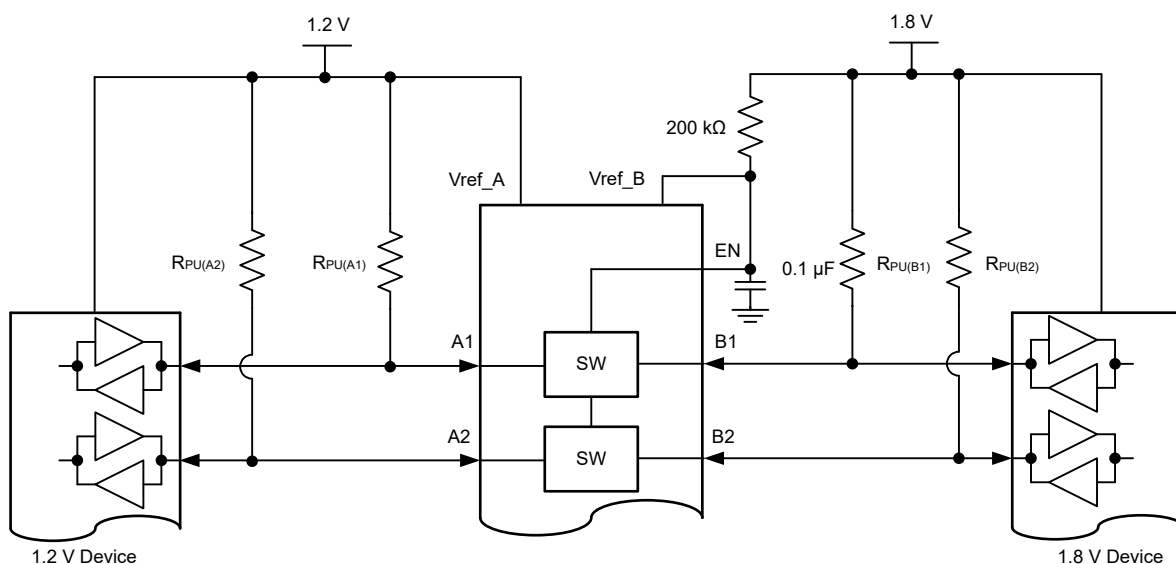 1.2 V
1.8 V
200 kΩ
Vref_A
Vref_B
EN
RPU(A2)
RPU(A1)
0.1 µF
RPU(B1)
RPU(B2)
A1
SW
B1
A2
SW
B2
1.2 V Device
1.8 V Device